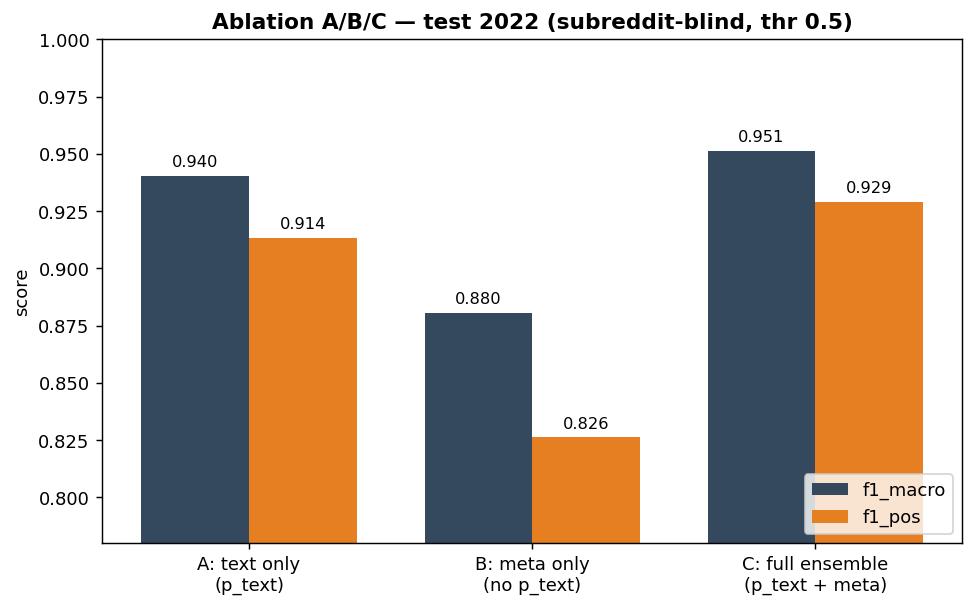 Ablation A/B/C — test 2022 (subreddit-blind, thr 0.5)
score
1.000
0.975
0.950
0.925
0.900
0.875
0.850
0.825
0.800
0.940
0.914
0.880
0.826
0.951
0.929
f1_macro
f1_pos
A: text only
(p_text)
B: meta only
(no p_text)
C: full ensemble
(p_text + meta)